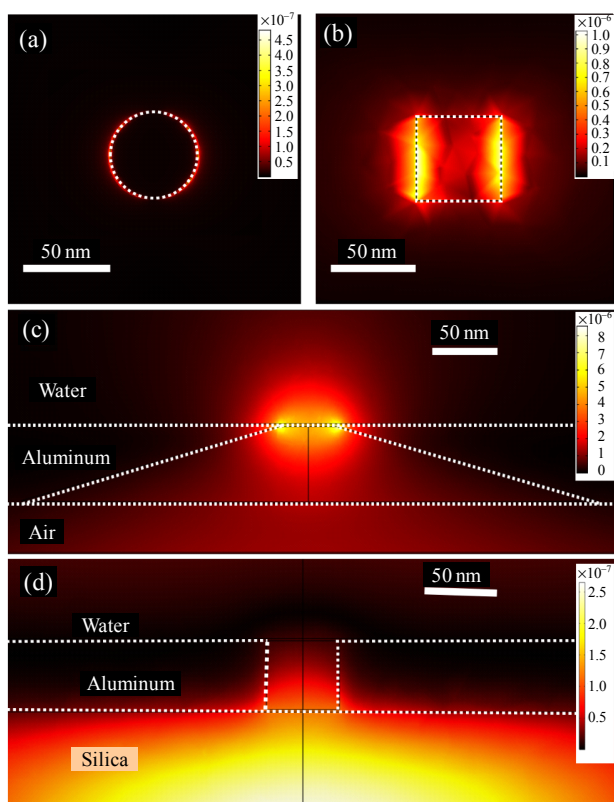 (a)
×10⁻⁷
4.5
4.0
3.5
3.0
2.5
2.0
1.5
1.0
0.5
50 nm
(b)
×10⁻⁶
1.0
0.9
0.8
0.7
0.6
0.5
0.4
0.3
0.2
0.1
50 nm
(c)
50 nm
×10⁻⁶
8
7
6
5
4
3
2
1
0
Water
Aluminum
Air
(d)
50 nm
×10⁻⁷
2.5
2.0
1.5
1.0
0.5
0
Water
Aluminum
Silica